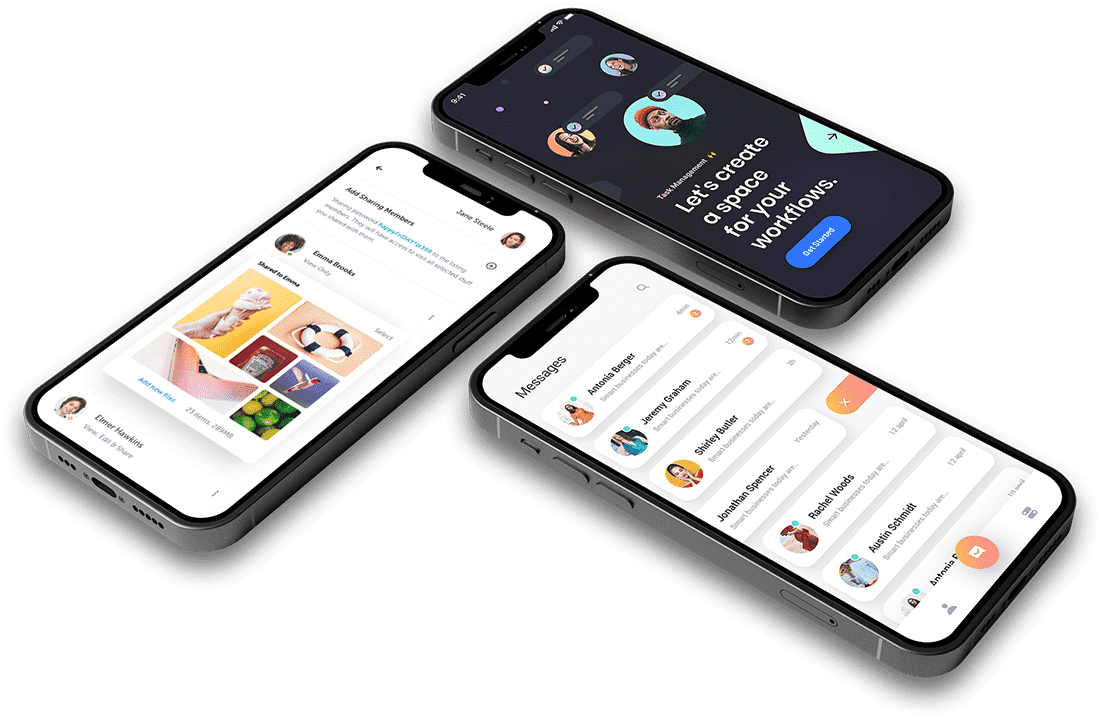 Add Sharing Members
Jane Steele
Sharing password happyFriDAY*@398 to the listing
members. They will have access to visit all selected stuff
you shared with them.
Emma Brooks
View Only
Shared to Emma
Select
Add new files
23 items, 289MB
Elmer Hawkins
View, Edit & Share
9:41
Task Management
Let's create
a space
for your
workflows.
Get Started
Messages
Antonia Berger
Smart businesses today are...
4min
2
Jeremy Graham
Smart businesses today are...
12min
2
Shirley Butler
Smart businesses today are...
3h
Jonathan Spencer
Smart businesses today are...
Yesterday
Rachel Woods
Smart businesses today are...
12 april
Austin Schmidt
Smart businesses today are...
12 april
Antonia
10 april